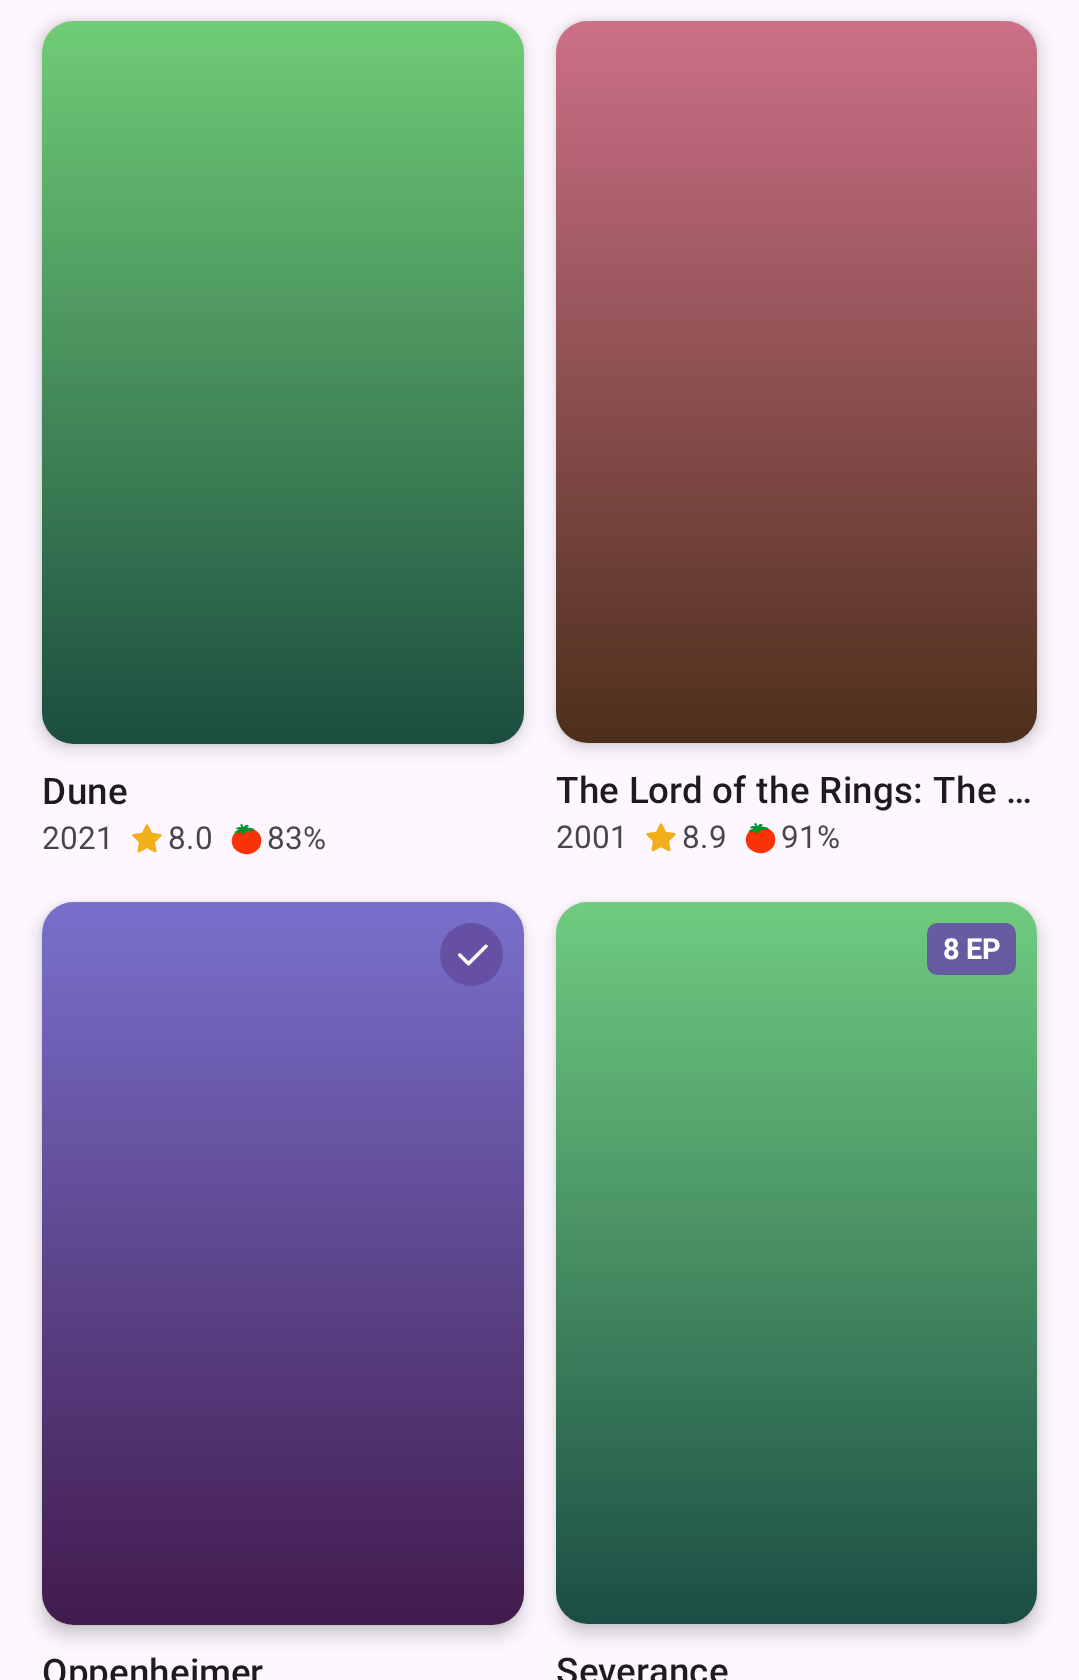 Dune
2021 8.0 83%
The Lord of the Rings: The ...
2001 8.9 91%
8 EP
Oppenheimer
Severance